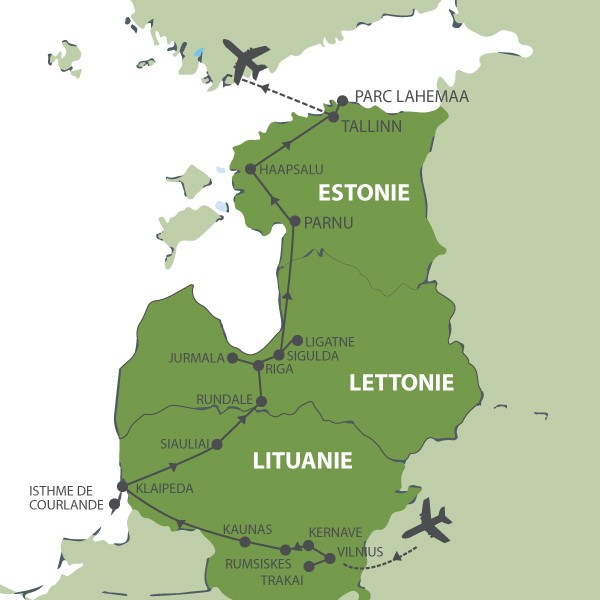 PARC LAHEMAA
TALLINN
HAAPSALU
ESTONIE
PARNU
LIGATNE
JURMALA
SIGULDA
RIGA
LETTONIE
RUNDALE
SIAULIAI
LITUANIE
ISTHME DE
COURLANDE
KLAIPEDA
KAUNAS
KERNAVE
VILNIUS
RUMSISKES
TRAKAI